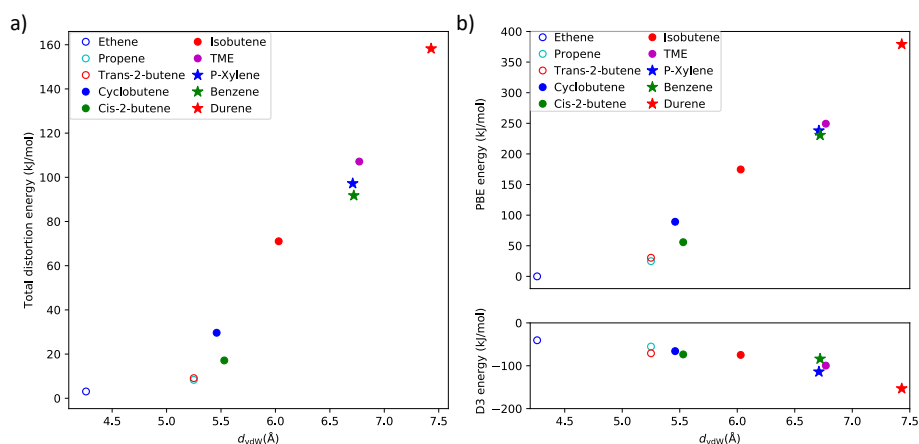 a)
Total distortion energy (kJ/mol)
160
140
120
100
80
60
40
20
0
Ethene
Propene
Trans-2-butene
Cyclobutene
Cis-2-butene
Isobutene
TME
P-Xylene
Benzene
Durene
4.5 5.0 5.5 6.0 6.5 7.0 7.5
dvdW(Å)
b)
PBE energy (kJ/mol)
400
350
300
250
200
150
100
50
0
Ethene
Propene
Trans-2-butene
Cyclobutene
Cis-2-butene
Isobutene
TME
P-Xylene
Benzene
Durene
D3 energy (kJ/mol)
0
−100
−200
4.5 5.0 5.5 6.0 6.5 7.0 7.5
dvdW(Å)